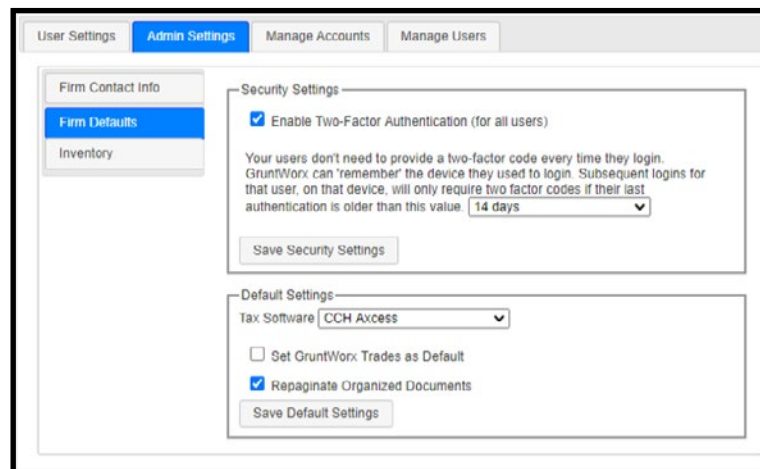 User Settings
Admin Settings
Manage Accounts
Manage Users
Firm Contact Info
Firm Defaults
Inventory
Security Settings
Enable Two-Factor Authentication (for all users)
Your users don't need to provide a two-factor code every time they login.
GruntWorx can 'remember' the device they used to login. Subsequent logins for
that user, on that device, will only require two factor codes if their last
authentication is older than this value. 14 days
Save Security Settings
Default Settings
Tax Software CCH Axcess
Set GruntWorx Trades as Default
Repaginate Organized Documents
Save Default Settings